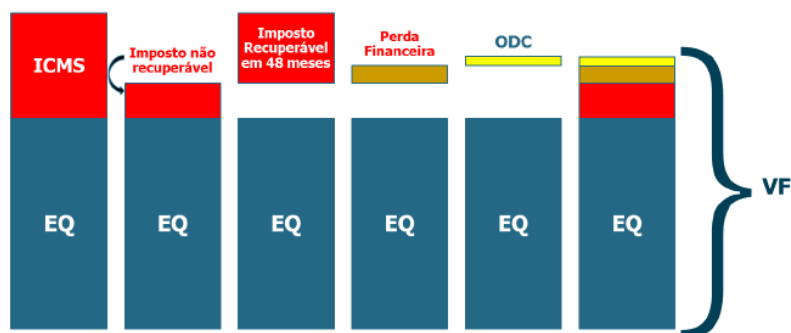 ICMS
Imposto não
recuperável
Imposto
Recuperável
em 48 meses
Perda
Financeira
ODC
EQ
EQ
EQ
EQ
EQ
EQ
VF